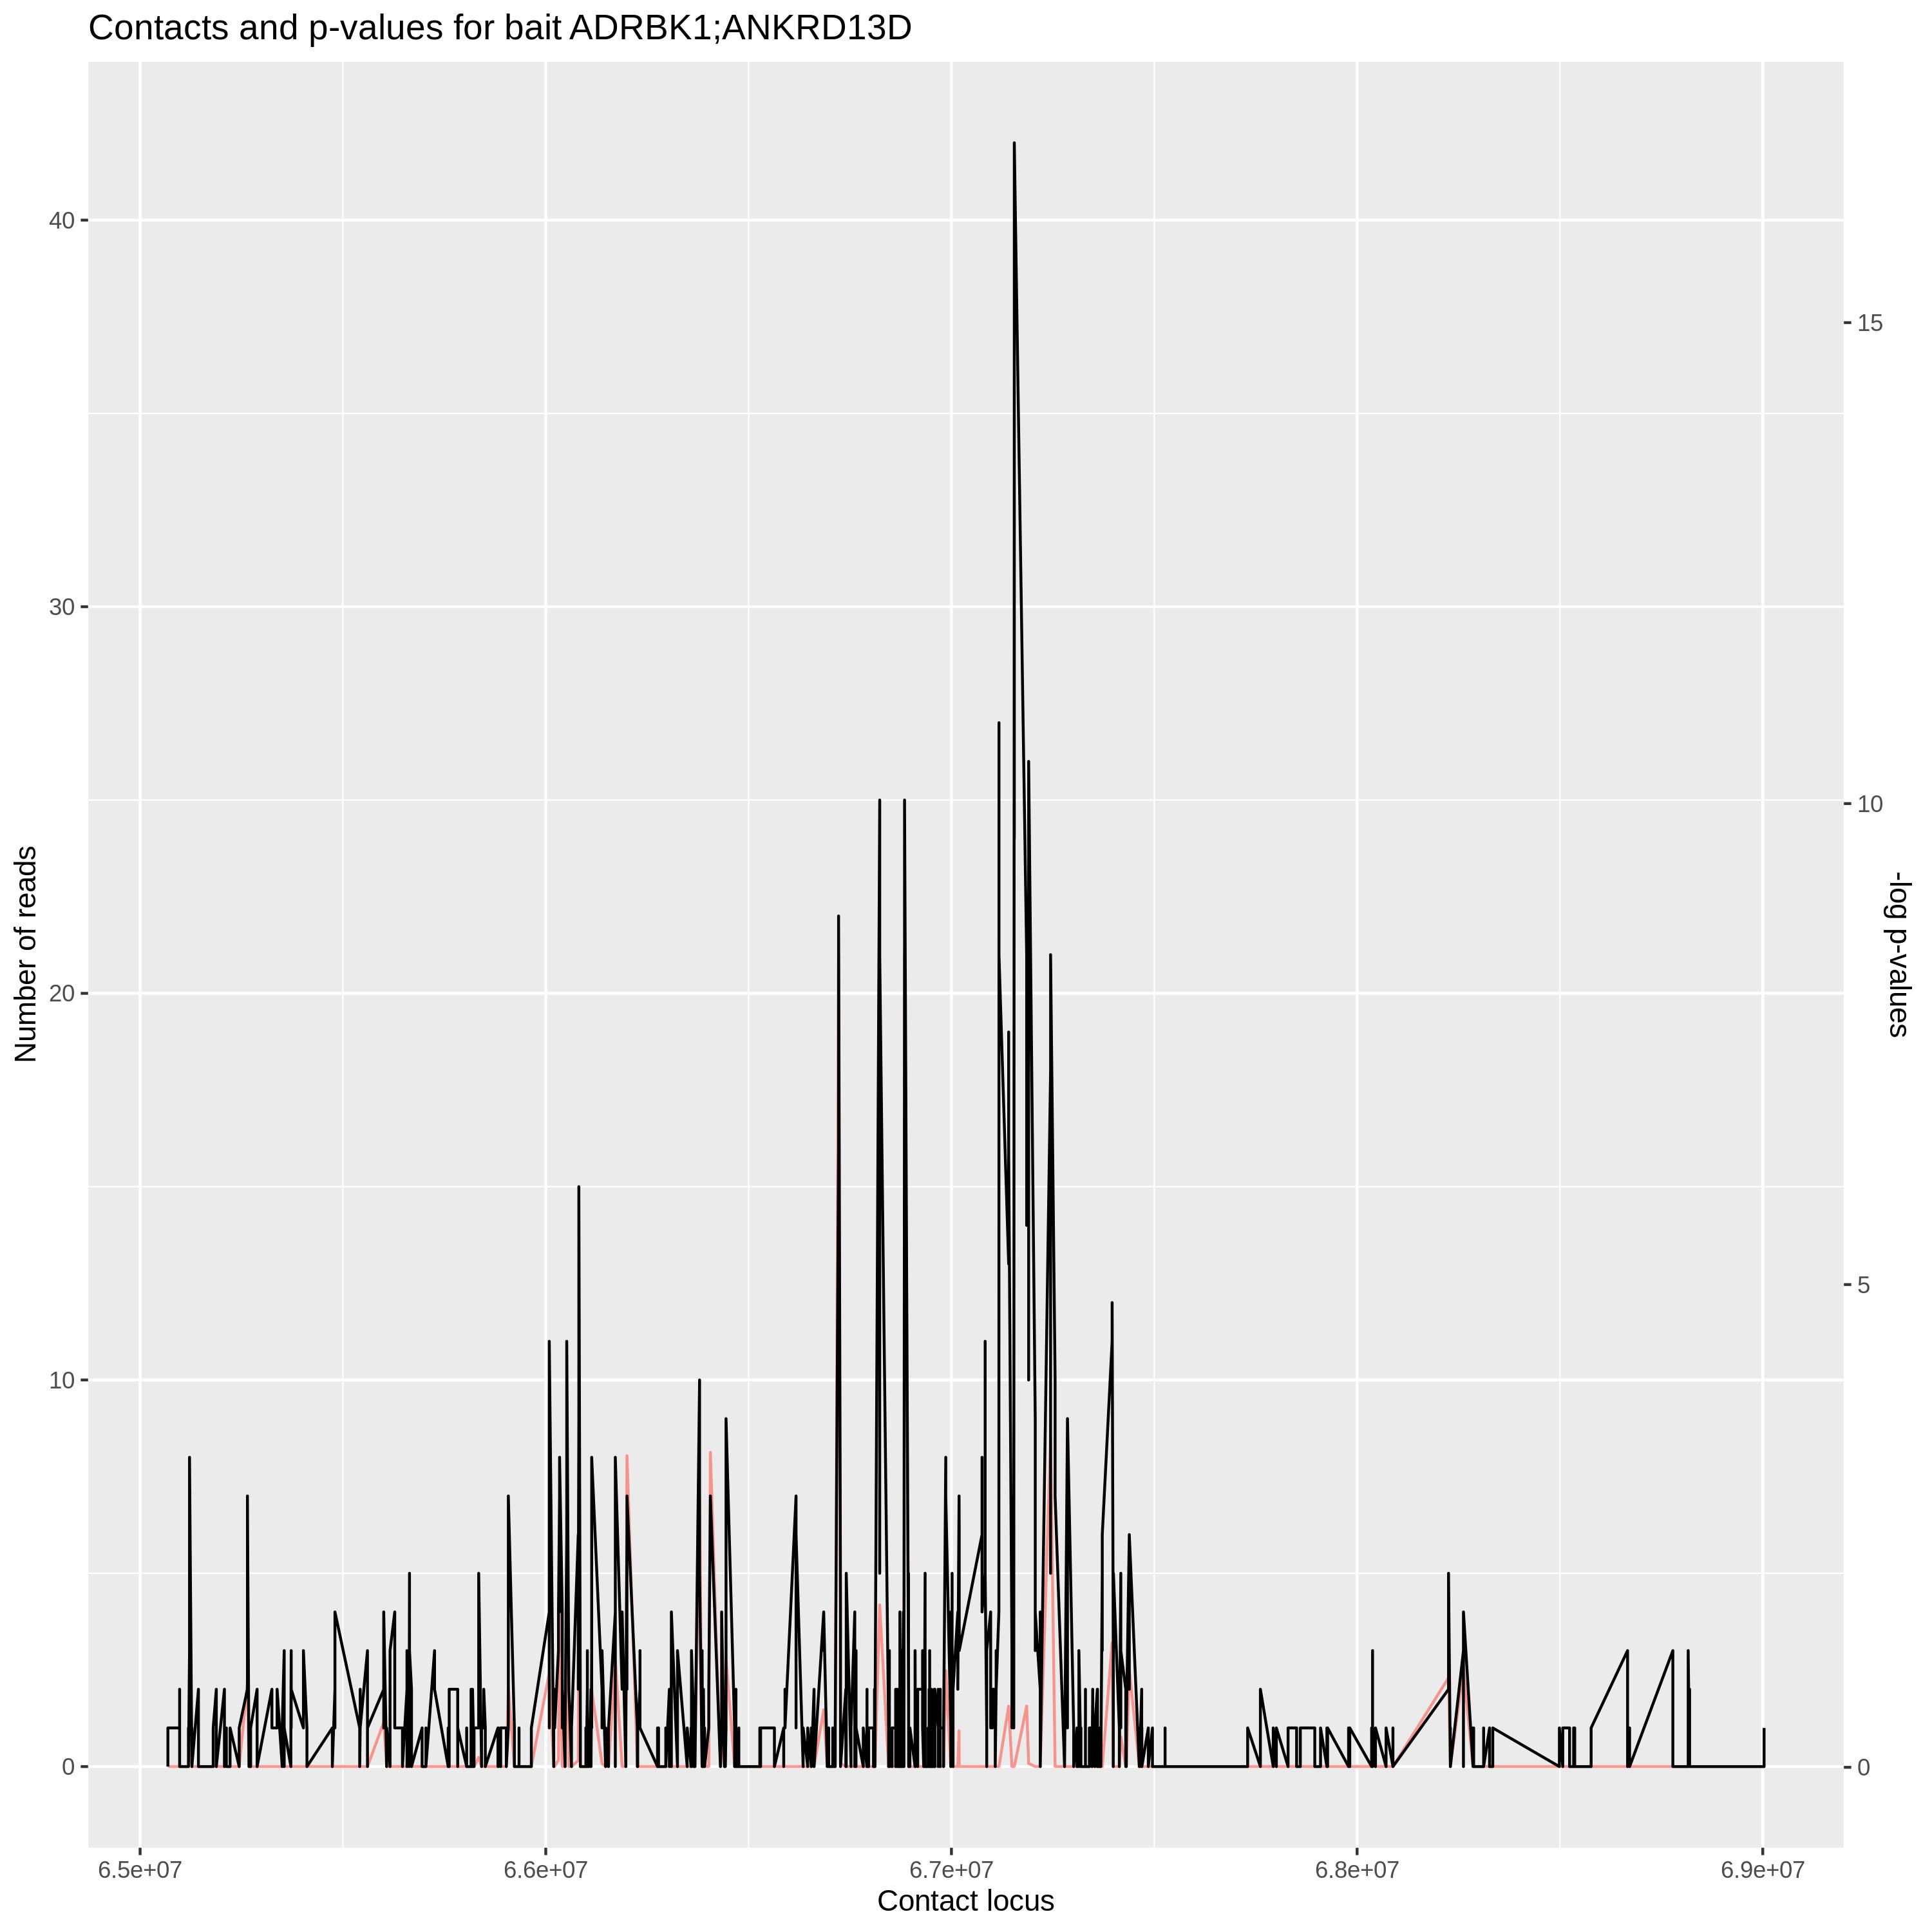 Contacts and p-values for bait ADRBK1;ANKRD13D
40
30
20
10
0
Number of reads
15
10
5
0
-log p-values
6.5e+07 6.6e+07 6.7e+07 6.8e+07 6.9e+07
Contact locus